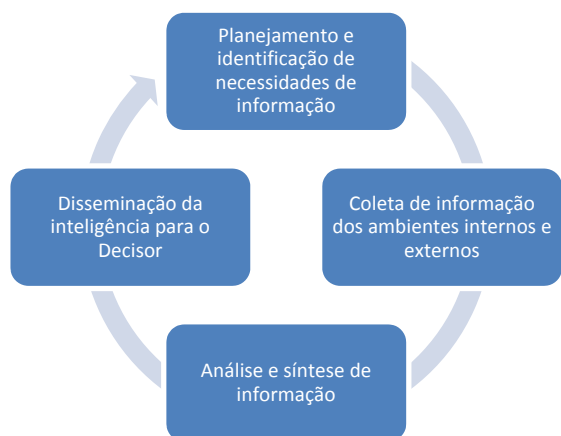 Planejamento e
identificação de
necessidades de
informação
Coleta de informação
dos ambientes internos e
externos
Análise e síntese de
informação
Disseminação da
inteligência para o
Decisor